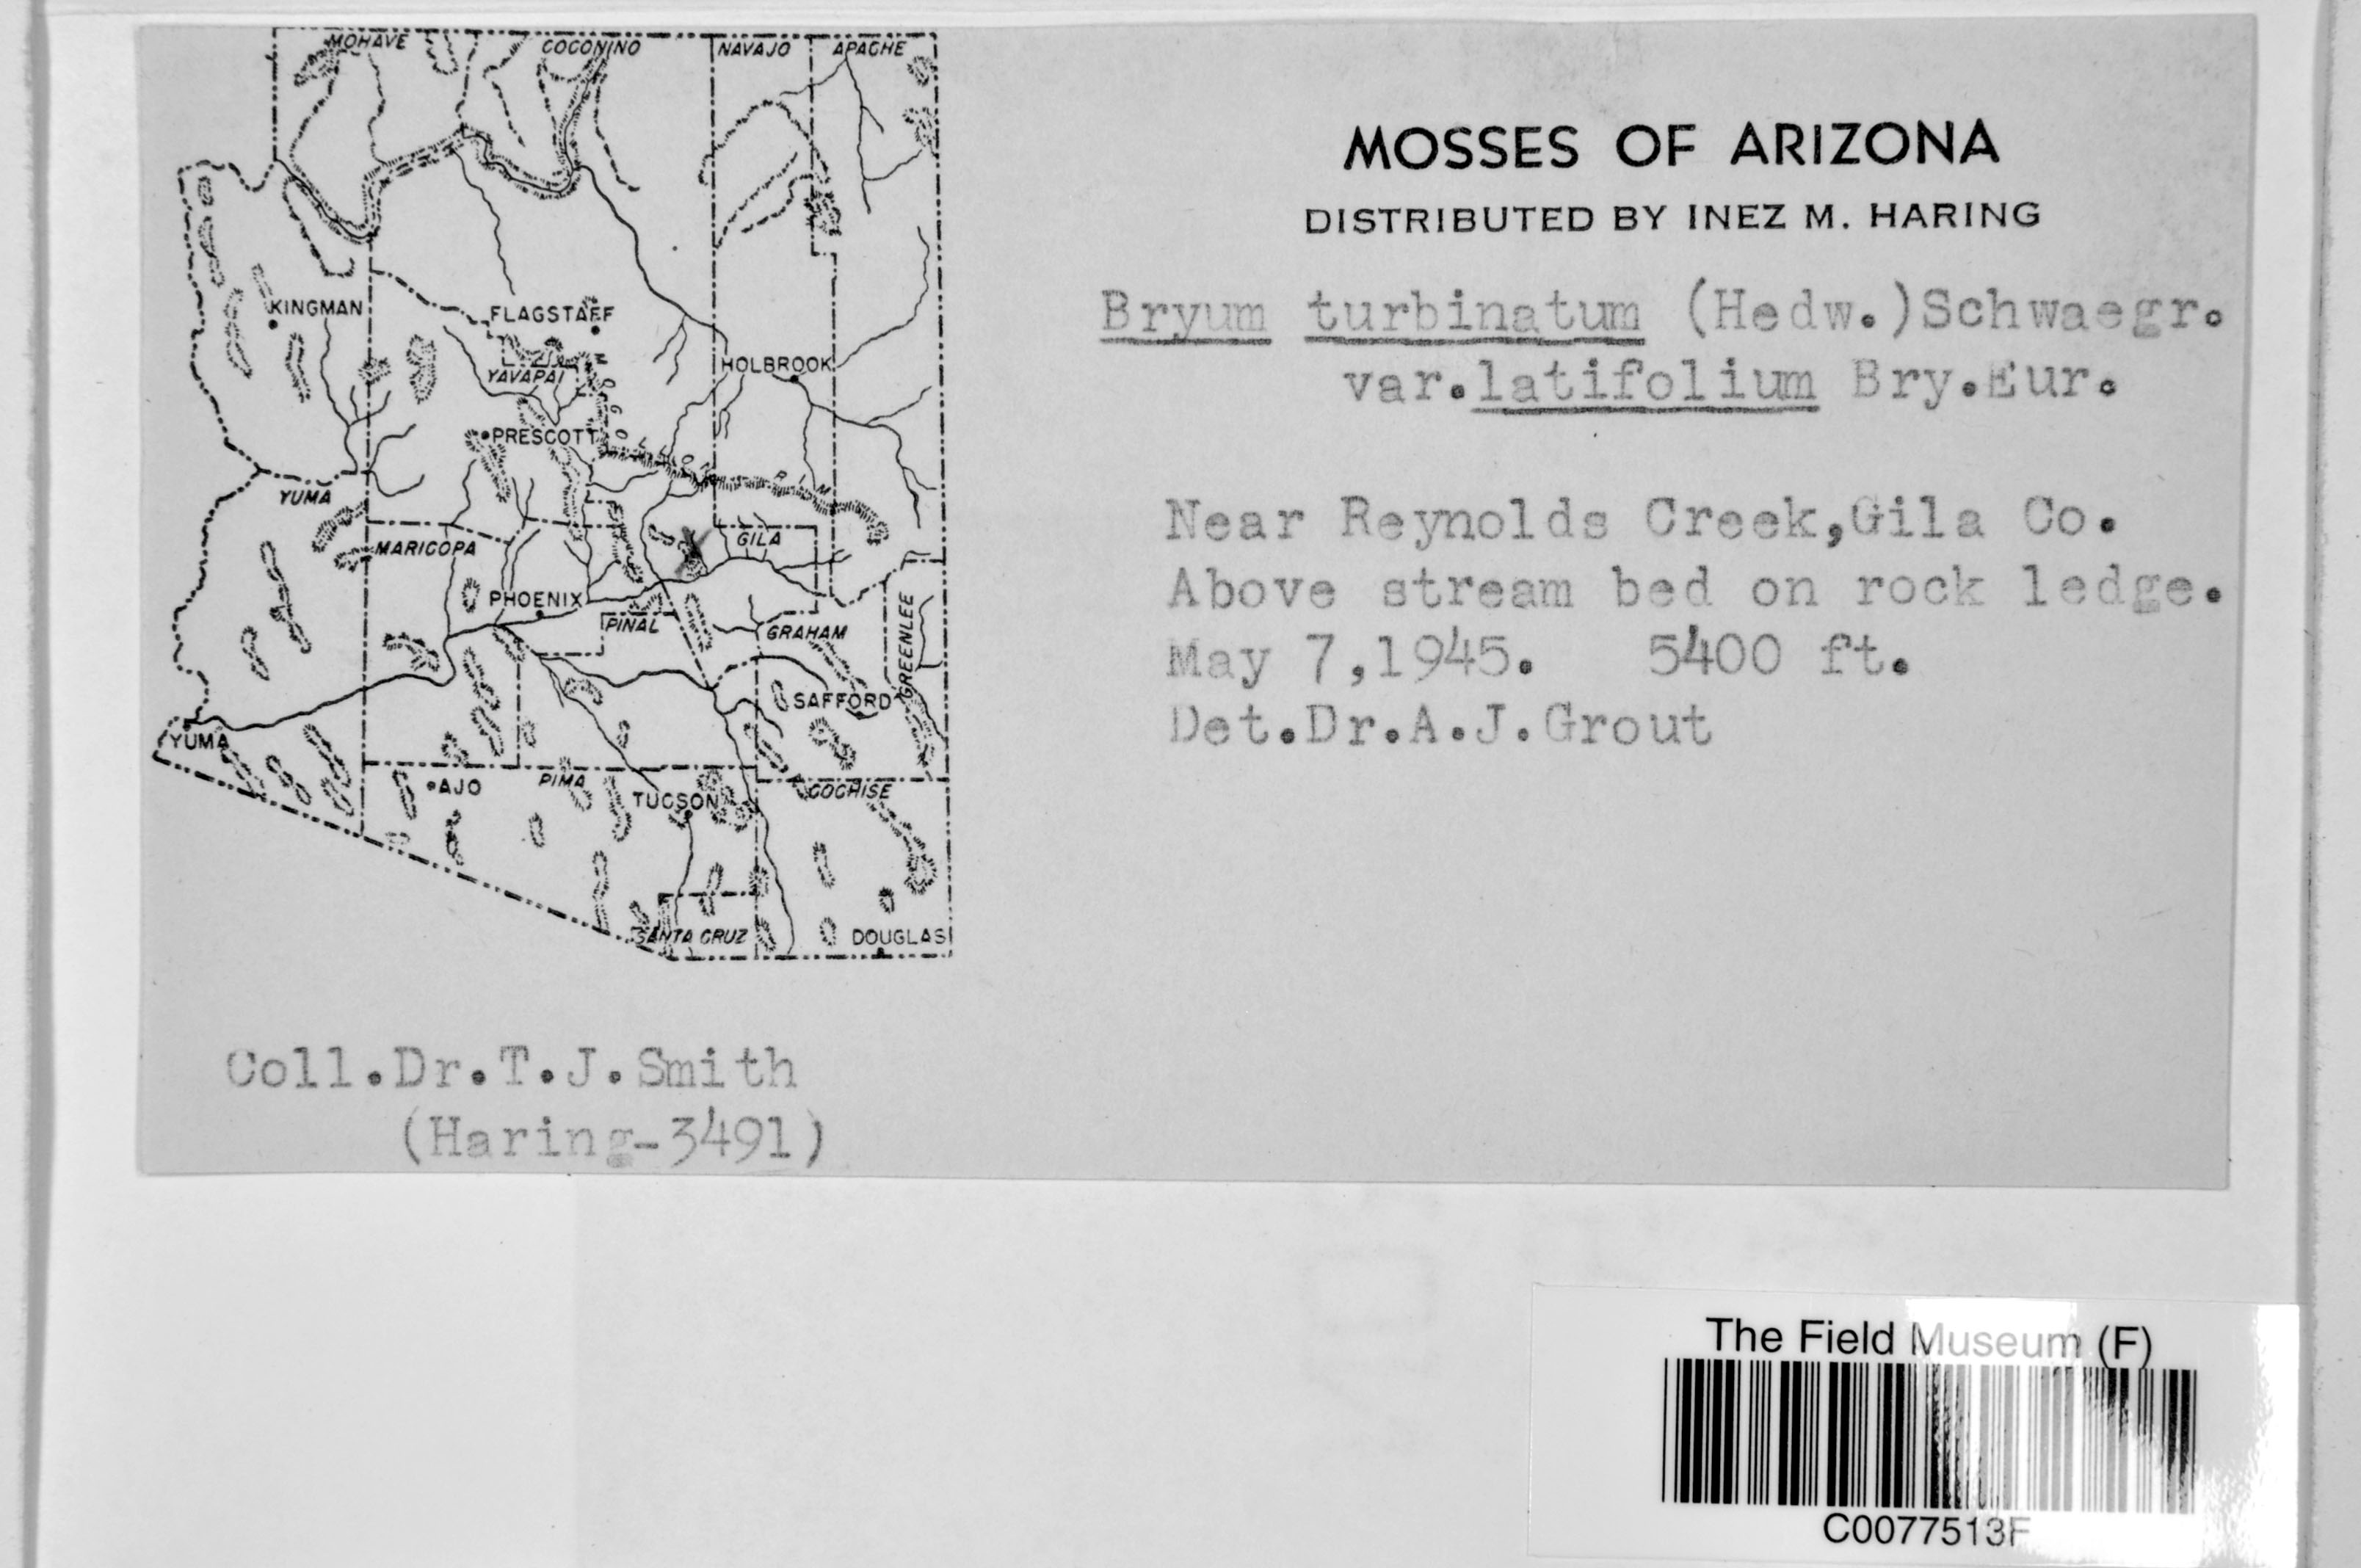 MOHAVE COCONINO NAVAJO APACHE
KINGMAN FLAGSTAFF
YAVAPAI HOLBROOK
PRESCOTT
YUMA
MARICOPA GILA
PHOENIX
PINAL GRAHAM GREENLEE
SAFFORD
YUMA
AJO PIMA TUCSON COCHISE
SANTA CRUZ DOUGLAS
MOSSES OF ARIZONA
DISTRIBUTED BY INEZ M. HARING
Bryum turbinatum (Hedw.)Schwaegr.
var.latifolium Bry.Eur.
Near Reynolds Creek,Gila Co.
Above stream bed on rock ledge.
May 7,1945. 5400 ft.
Det.Dr.A.J.Grout
Coll.Dr.T.J.Smith
(Haring-3491)
The Field Museum (F)
C0077513F